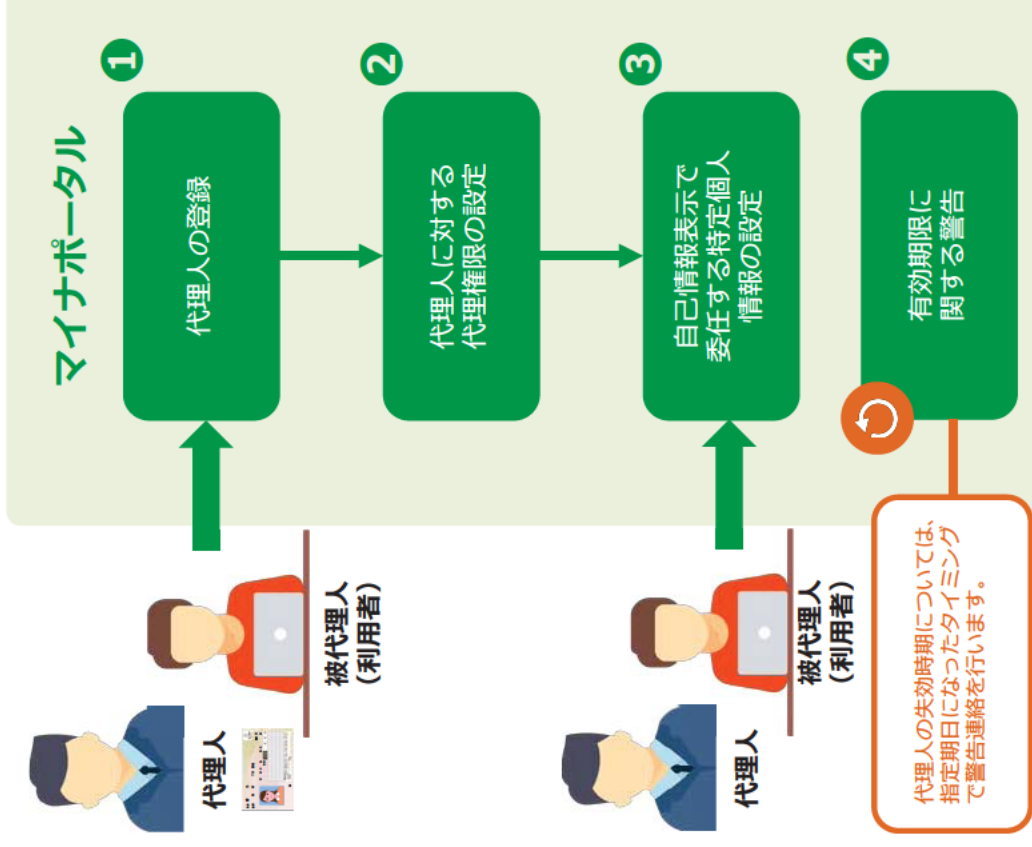 マイナポータル
1
代理人の登録
2
代理人に対する
代理権限の設定
3
自己情報表示で
委任する特定個人
情報の設定
4
有効期限に
関する警告
代理人
被代理人
(利用者)
代理人
被代理人
(利用者)
代理人の失効時期については、
指定期日になったタイミング
で警告連絡を行います。